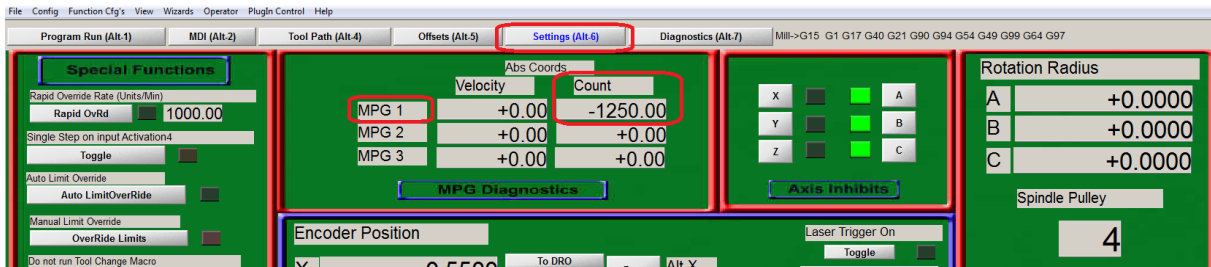 File Config Function Cfg's View Wizards Operator PlugIn Control Help
Program Run (Alt-1) MDI (Alt-2) Tool Path (Alt-4) Offsets (Alt-5) Settings (Alt-6) Diagnostics (Alt-7) Mill->G15 G1 G17 G40 G21 G90 G94 G54 G49 G99 G64 G97
Special Functions
Rapid Override Rate (Units/Min)
Rapid OvRd 1000.00
Single Step on input Activation4
Toggle
Auto Limit Override
Auto LimitOverRide
Manual Limit Override
OverRide Limits
Do not run Tool Change Macro
Abs Coords
Velocity Count
MPG 1 +0.00 -1250.00
MPG 2 +0.00 +0.00
MPG 3 +0.00 +0.00
MPG Diagnostics
X A
Y B
Z C
Axis Inhibits
Rotation Radius
A +0.0000
B +0.0000
C +0.0000
Spindle Pulley
4
Encoder Position
To DRO
Alt X
Laser Trigger On
Toggle